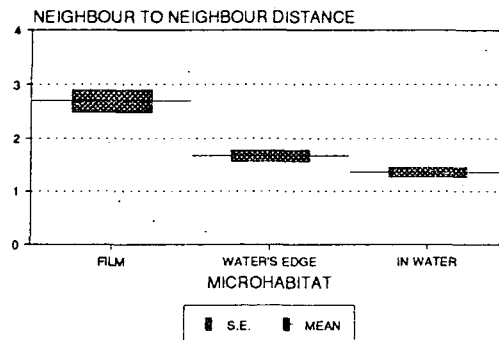 NEIGHBOUR TO NEIGHBOUR DISTANCE
4
3
2
1
0
FILM WATER'S EDGE IN WATER
MICROHABITAT
S.E. MEAN